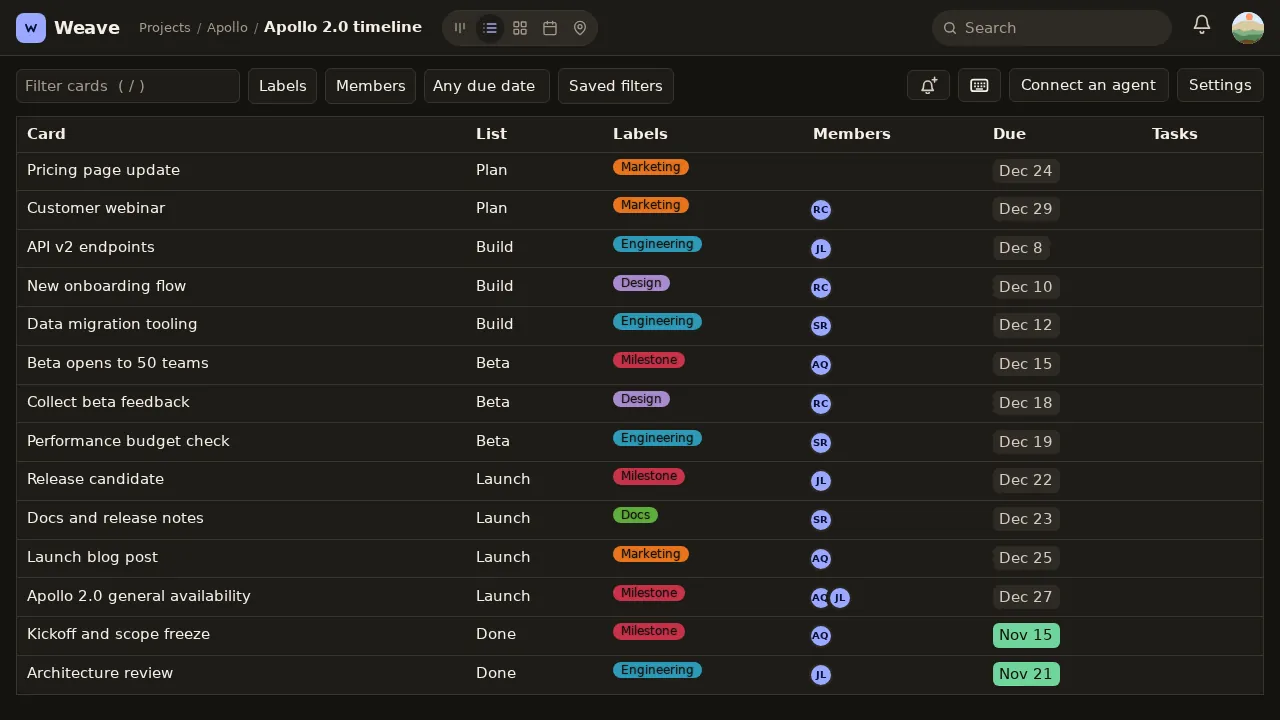 W Weave Projects / Apollo / Apollo 2.0 timeline Search
Filter cards ( / ) Labels Members Any due date Saved filters Connect an agent Settings
Card List Labels Members Due Tasks
Pricing page update Plan Marketing Dec 24
Customer webinar Plan Marketing RC Dec 29
API v2 endpoints Build Engineering JL Dec 8
New onboarding flow Build Design RC Dec 10
Data migration tooling Build Engineering SR Dec 12
Beta opens to 50 teams Beta Milestone AQ Dec 15
Collect beta feedback Beta Design RC Dec 18
Performance budget check Beta Engineering SR Dec 19
Release candidate Launch Milestone JL Dec 22
Docs and release notes Launch Docs SR Dec 23
Launch blog post Launch Marketing AQ Dec 25
Apollo 2.0 general availability Launch Milestone AQ JL Dec 27
Kickoff and scope freeze Done Milestone AQ Nov 15
Architecture review Done Engineering JL Nov 21